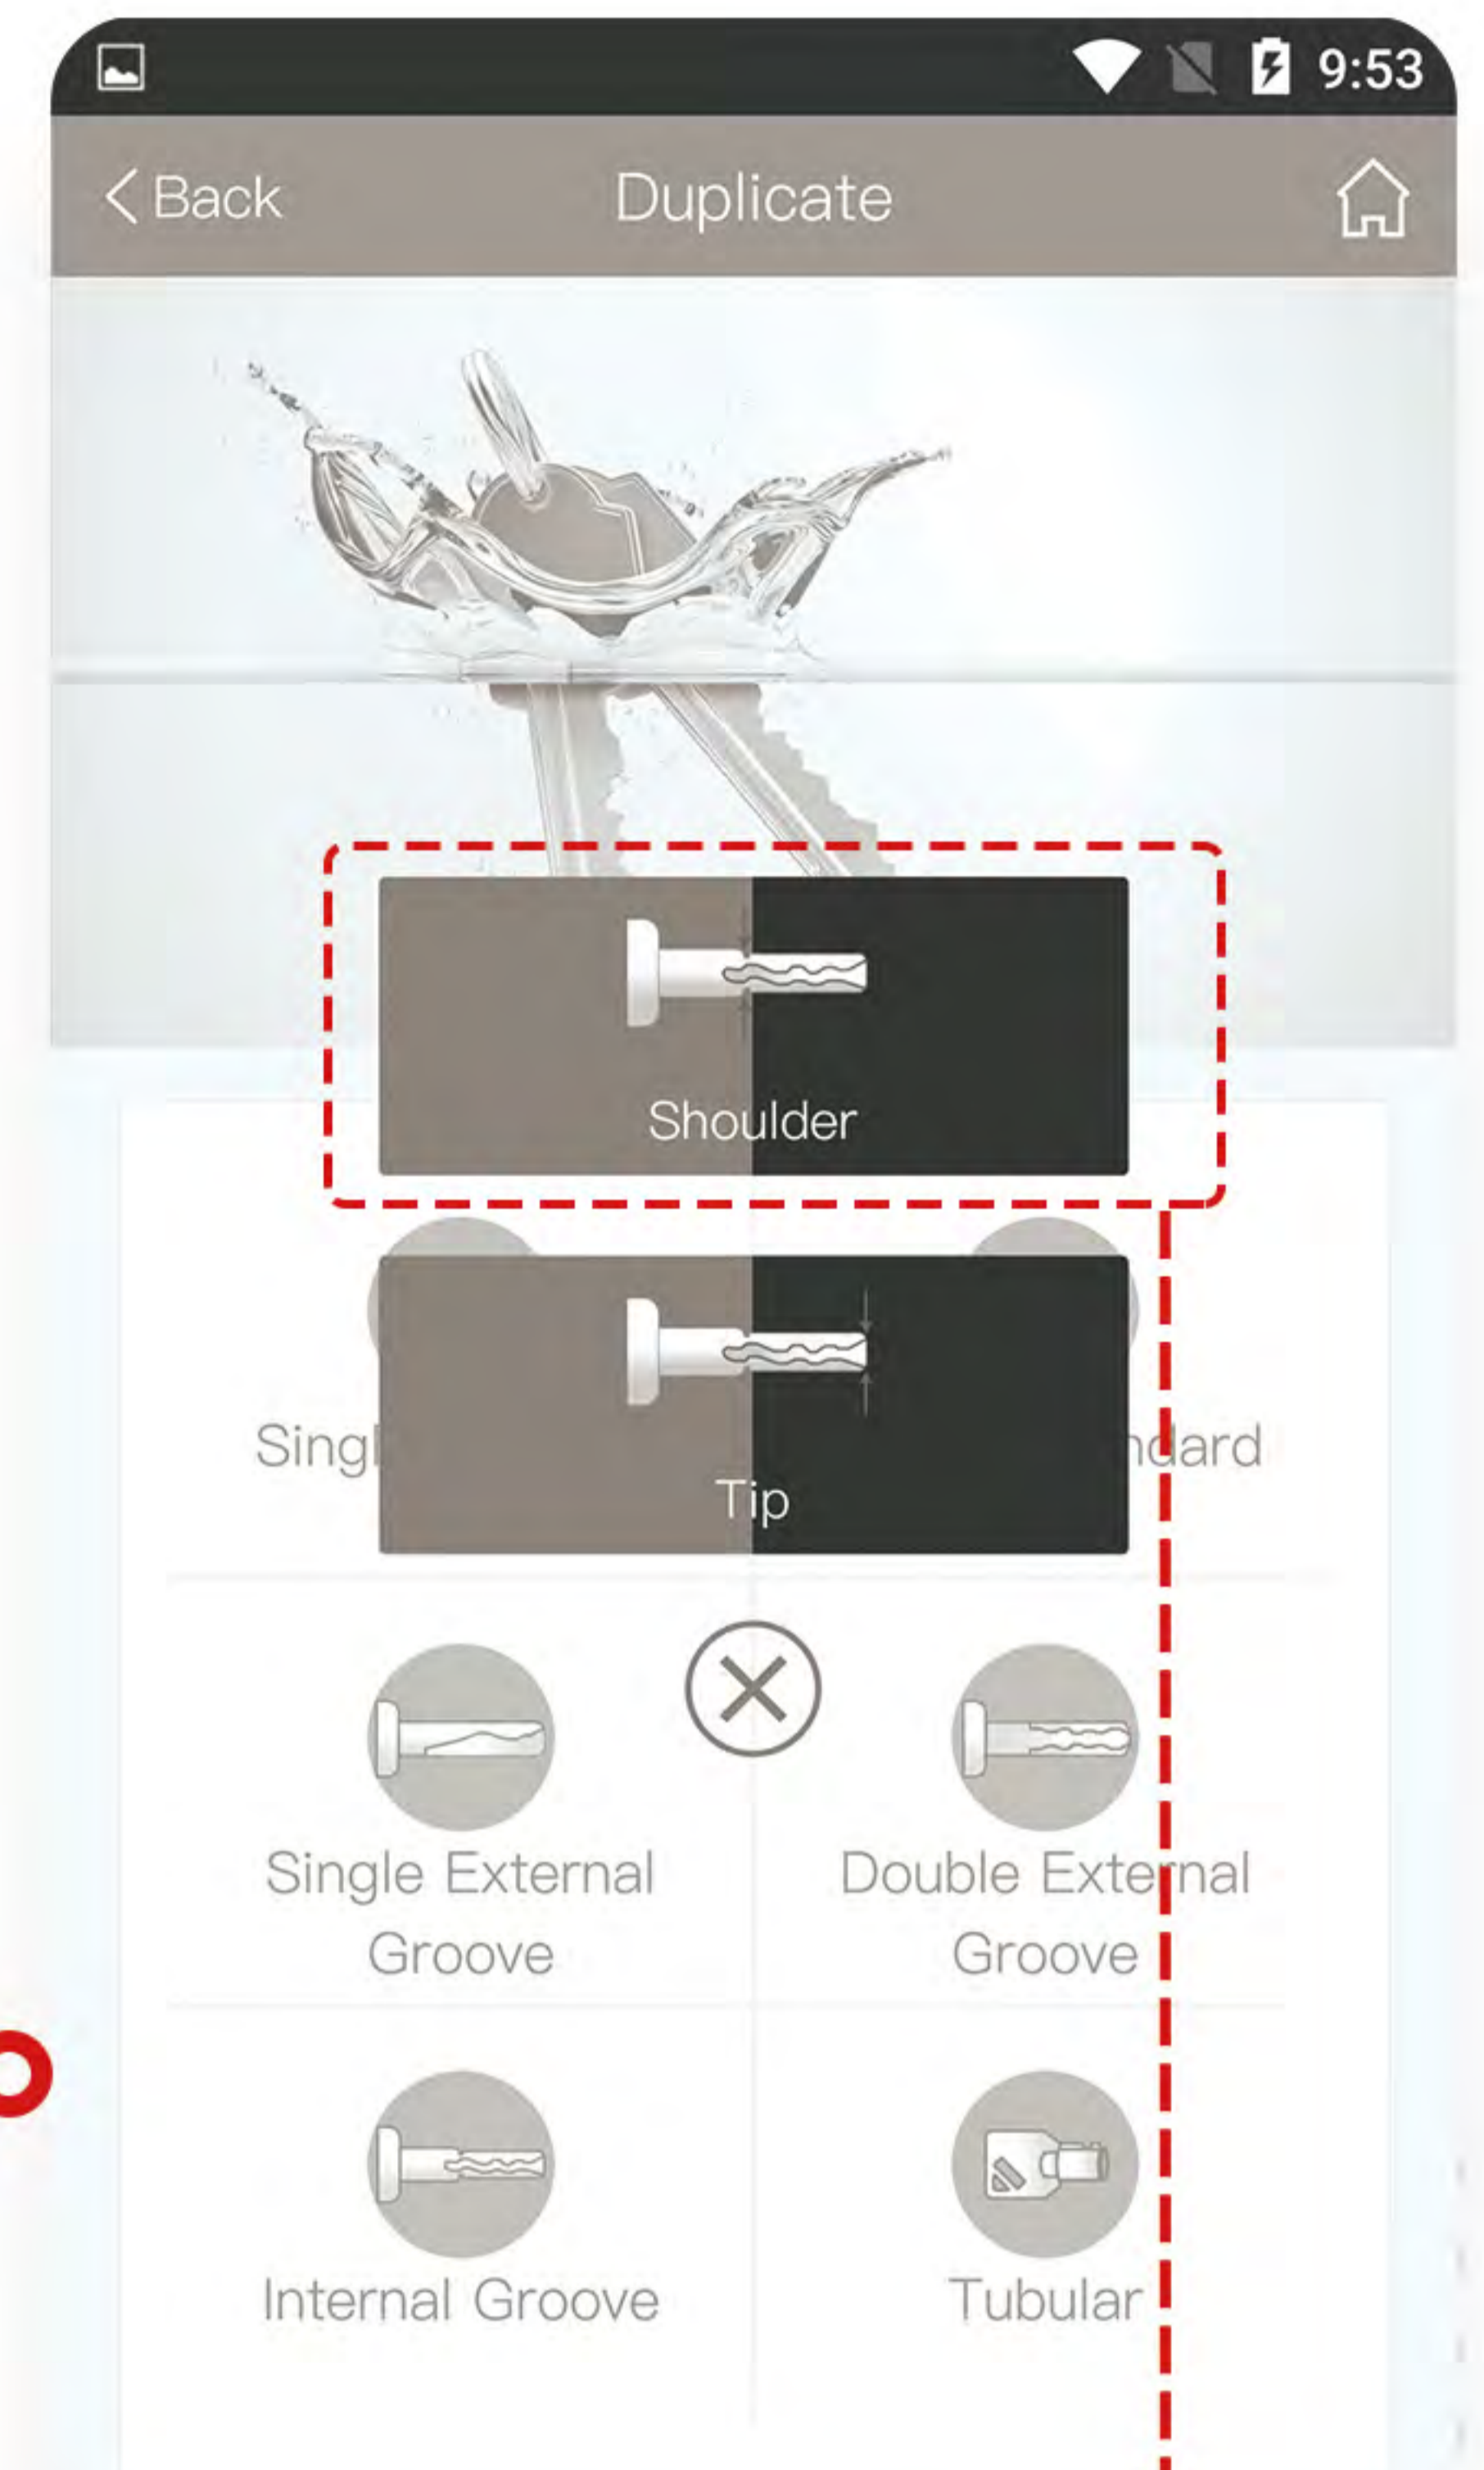 9:53
Back
Duplicate
Shoulder
Tip
Single External
Groove
Double External
Groove
Internal Groove
Tubular